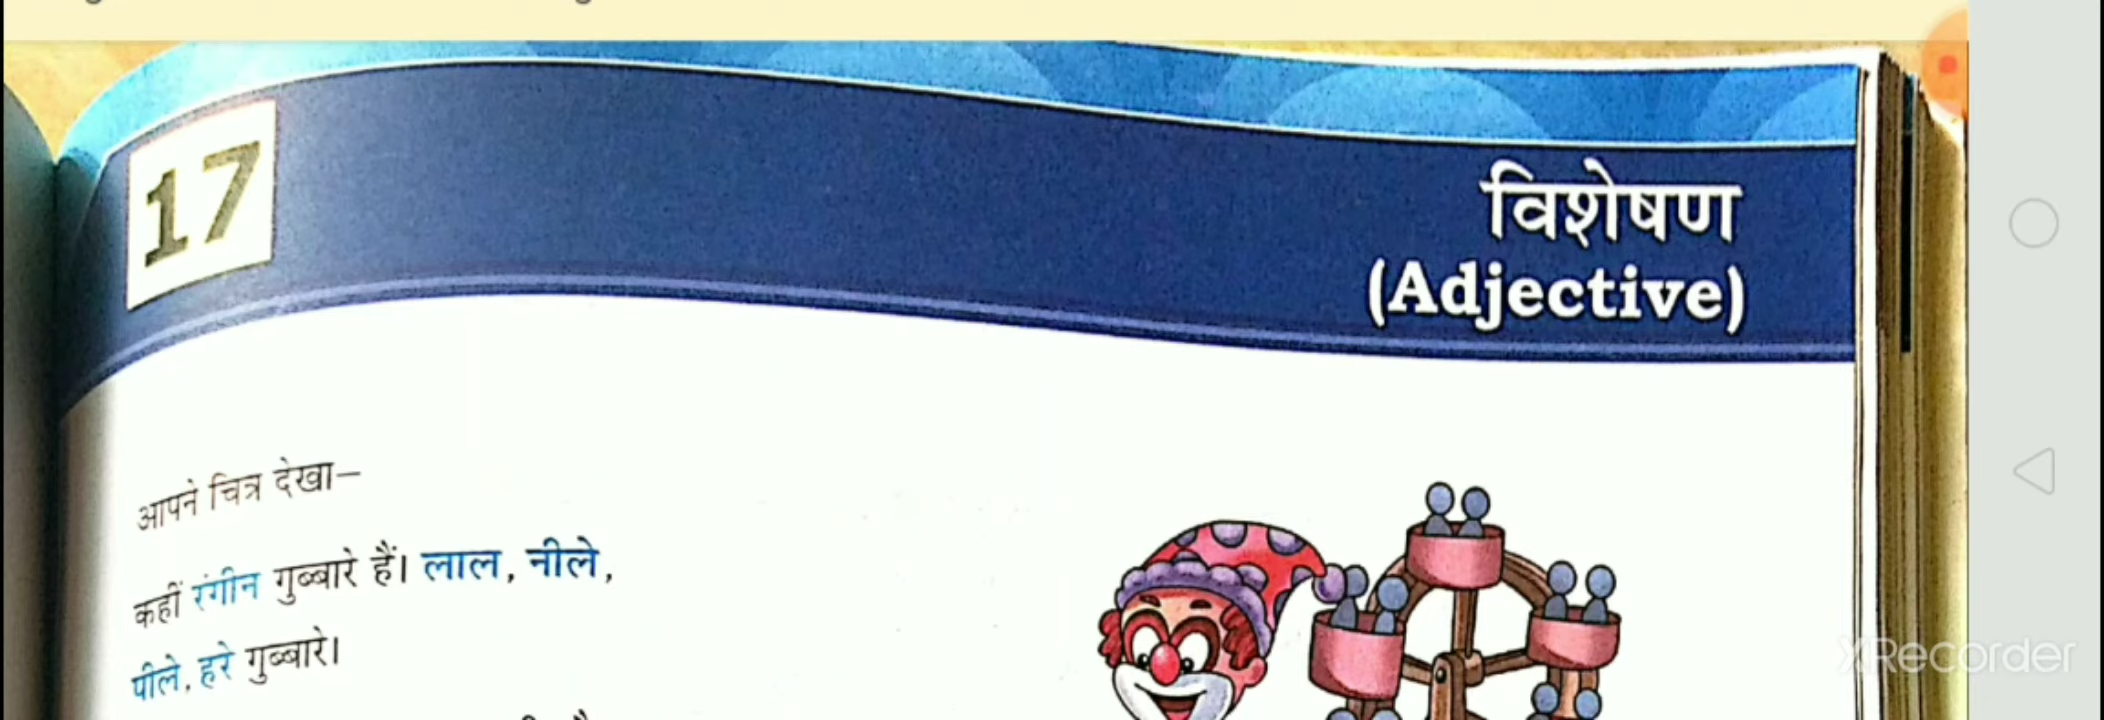 17
विशेषण
(Adjective)
आपने चित्र देखा—
कहीं रंगीन गुब्बारे हैं। लाल, नीले,
पीले, हरे गुब्बारे।
XRecorder